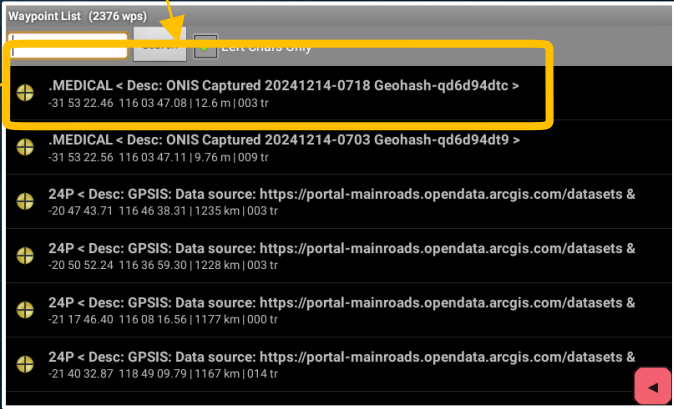 Waypoint List (2376 wps)
Search Left Chars Only
.MEDICAL < Desc: ONIS Captured 20241214-0718 Geohash-qd6d94dtc >
-31 53 22.46 116 03 47.08 | 12.6 m | 003 tr
.MEDICAL < Desc: ONIS Captured 20241214-0703 Geohash-qd6d94dt9 >
-31 53 22.56 116 03 47.11 | 9.76 m | 009 tr
24P < Desc: GPSIS: Data source: https://portal-mainroads.opendata.arcgis.com/datasets &
-20 47 43.71 116 46 38.31 | 1235 km | 003 tr
24P < Desc: GPSIS: Data source: https://portal-mainroads.opendata.arcgis.com/datasets &
-20 50 52.24 116 36 59.30 | 1228 km | 003 tr
24P < Desc: GPSIS: Data source: https://portal-mainroads.opendata.arcgis.com/datasets &
-21 17 46.40 116 08 16.56 | 1177 km | 000 tr
24P < Desc: GPSIS: Data source: https://portal-mainroads.opendata.arcgis.com/datasets &
-21 40 32.87 118 49 09.79 | 1167 km | 014 tr